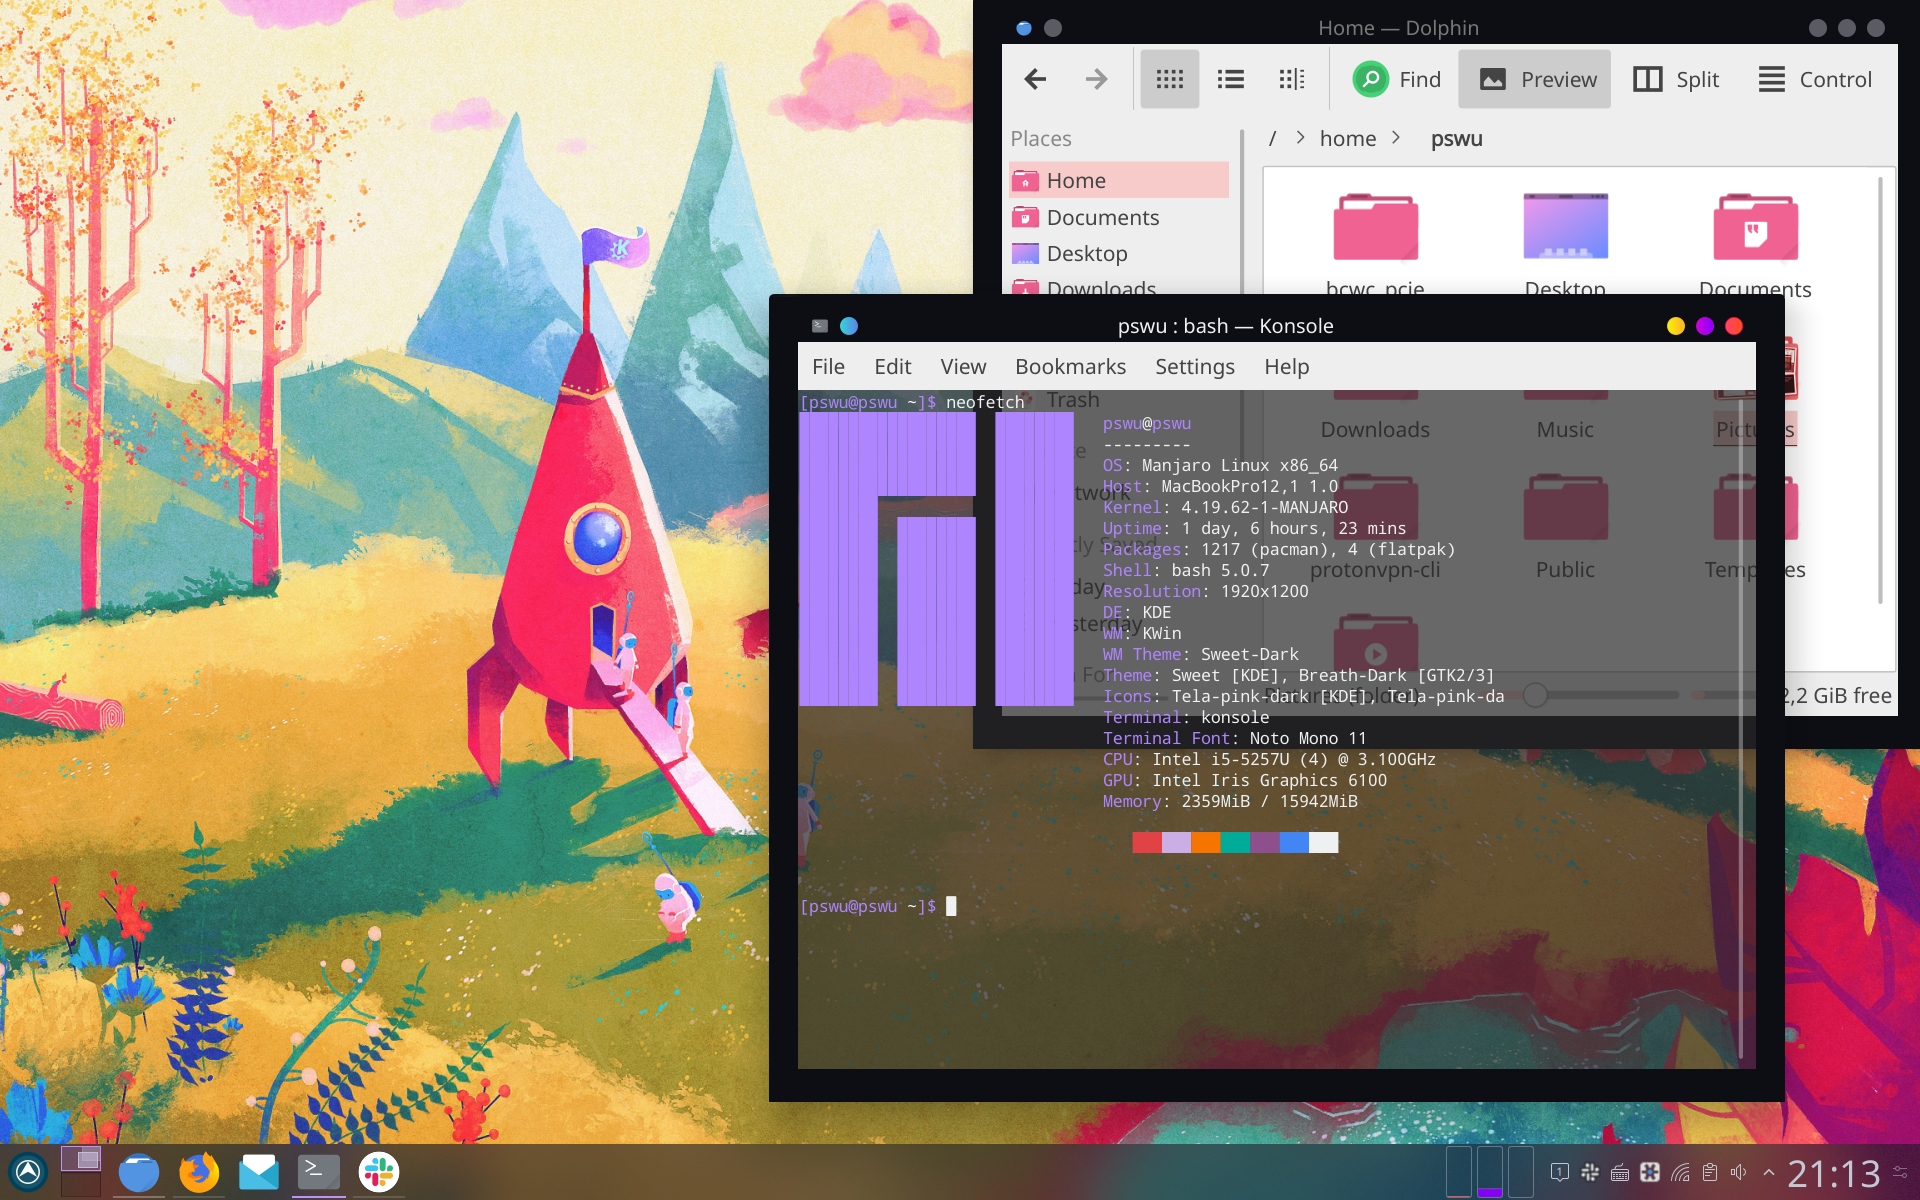 Home — Dolphin
Find
Preview
Split
Control
Places
/ home pswu
Home
Documents
Desktop
Downloads
bcwc_pcie
Desktop
Documents
pswu : bash — Konsole
File Edit View Bookmarks Settings Help
Trash
Downloads
Music
protonvpn-cli
Public
2,2 GiB free
[pswu@pswu ~]$ neofetch
pswu@pswu
---------
OS: Manjaro Linux x86_64
Host: MacBookPro12,1 1.0
Kernel: 4.19.62-1-MANJARO
Uptime: 1 day, 6 hours, 23 mins
Packages: 1217 (pacman), 4 (flatpak)
Shell: bash 5.0.7
Resolution: 1920x1200
DE: KDE
WM: KWin
WM Theme: Sweet-Dark
Theme: Sweet [KDE], Breath-Dark [GTK2/3]
Icons: Tela-pink-dark [KDE], Tela-pink-da
Terminal: konsole
Terminal Font: Noto Mono 11
CPU: Intel i5-5257U (4) @ 3.100GHz
GPU: Intel Iris Graphics 6100
Memory: 2359MiB / 15942MiB
[pswu@pswu ~]$
1
21:13